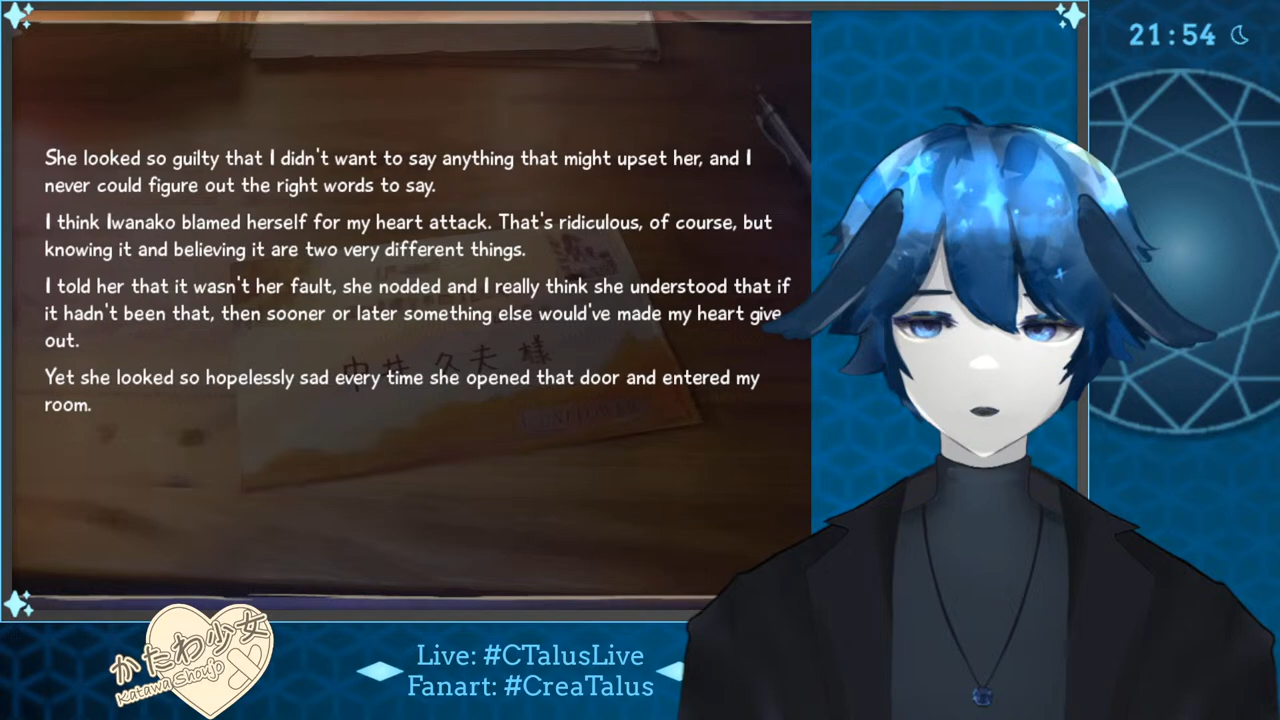 21:54
She looked so guilty that I didn't want to say anything that might upset her, and I
never could figure out the right words to say.
I think Iwanako blamed herself for my heart attack. That's ridiculous, of course, but
knowing it and believing it are two very different things.
I told her that it wasn't her fault, she nodded and I really think she understood that if
it hadn't been that, then sooner or later something else would've made my heart give
out.
Yet she looked so hopelessly sad every time she opened that door and entered my
room.
中井 久夫 様
かたわ少女
Katawa Shoujo
Live: #CTalusLive
Fanart: #CreaTalus